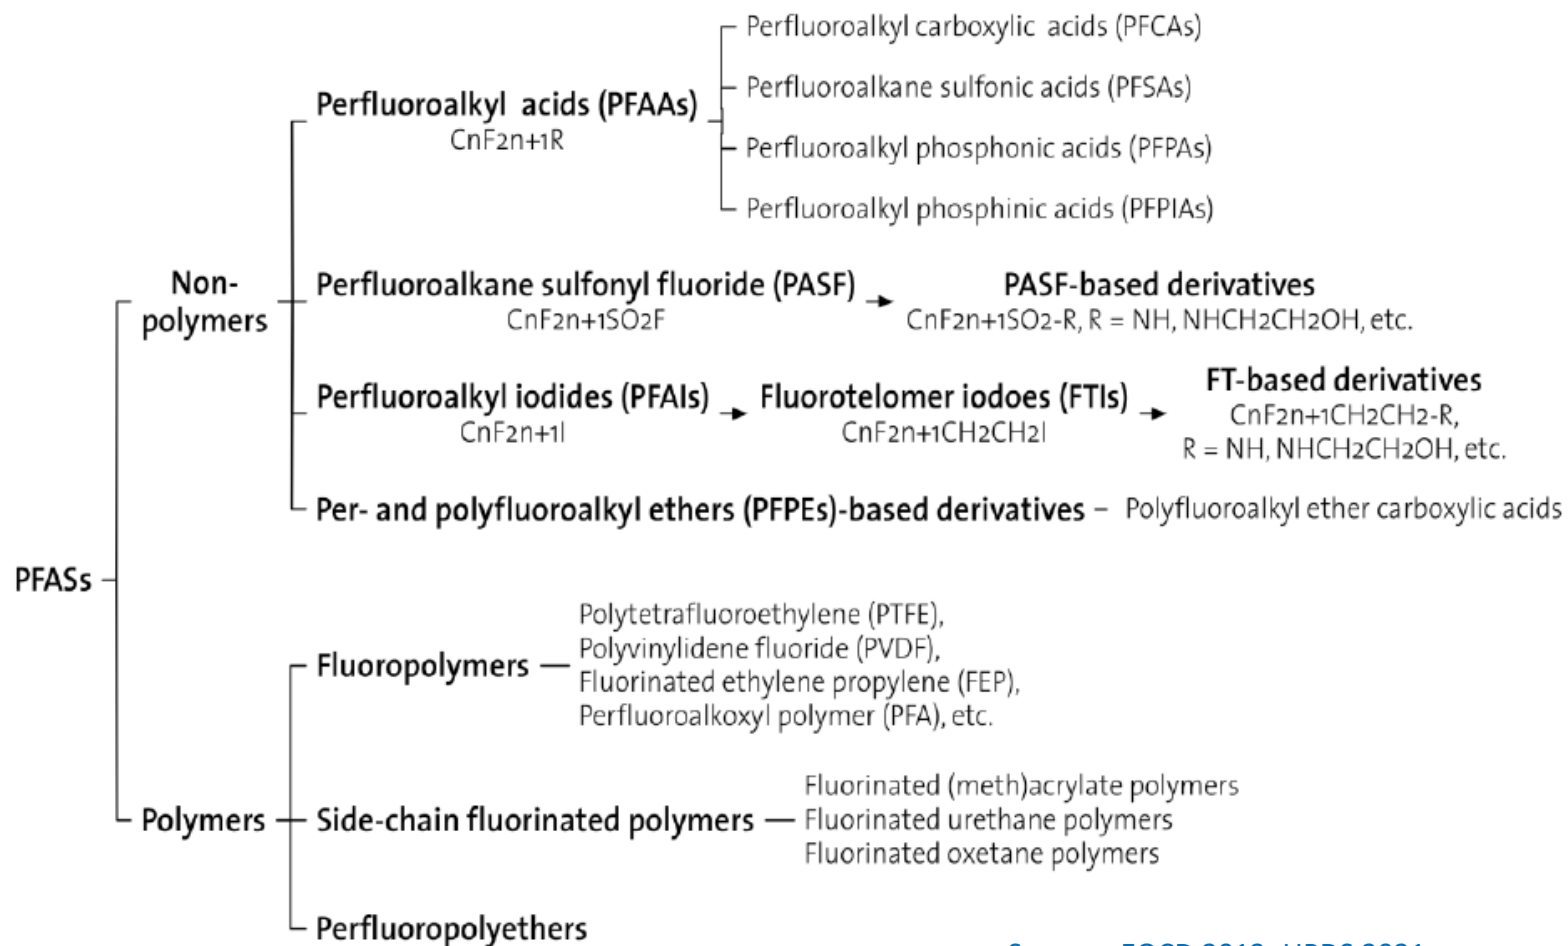 Perfluoroalkyl carboxylic acids (PFCAs)
Perfluoroalkane sulfonic acids (PFSAs)
Perfluoroalkyl acids (PFAAs)
CnF2n+1R
Perfluoroalkyl phosphonic acids (PFPAs)
Perfluoroalkyl phosphinic acids (PFPIAs)
Non-
polymers
Perfluoroalkane sulfonyl fluoride (PASF)
CnF2n+1SO2F
PASF-based derivatives
CnF2n+1SO2-R, R = NH, NHCH2CH2OH, etc.
Perfluoroalkyl iodides (PFAIs)
CnF2n+1I
Fluorotelomer iodoes (FTIs)
CnF2n+1CH2CH2I
FT-based derivatives
CnF2n+1CH2CH2-R,
R = NH, NHCH2CH2OH, etc.
Per- and polyfluoroalkyl ethers (PFPEs)-based derivatives – Polyfluoroalkyl ether carboxylic acids
PFASs
Fluoropolymers
Polytetrafluoroethylene (PTFE),
Polyvinylidene fluoride (PVDF),
Fluorinated ethylene propylene (FEP),
Perfluoroalkoxyl polymer (PFA), etc.
Polymers
Side-chain fluorinated polymers
Fluorinated (meth)acrylate polymers
Fluorinated urethane polymers
Fluorinated oxetane polymers
Perfluoropolyethers